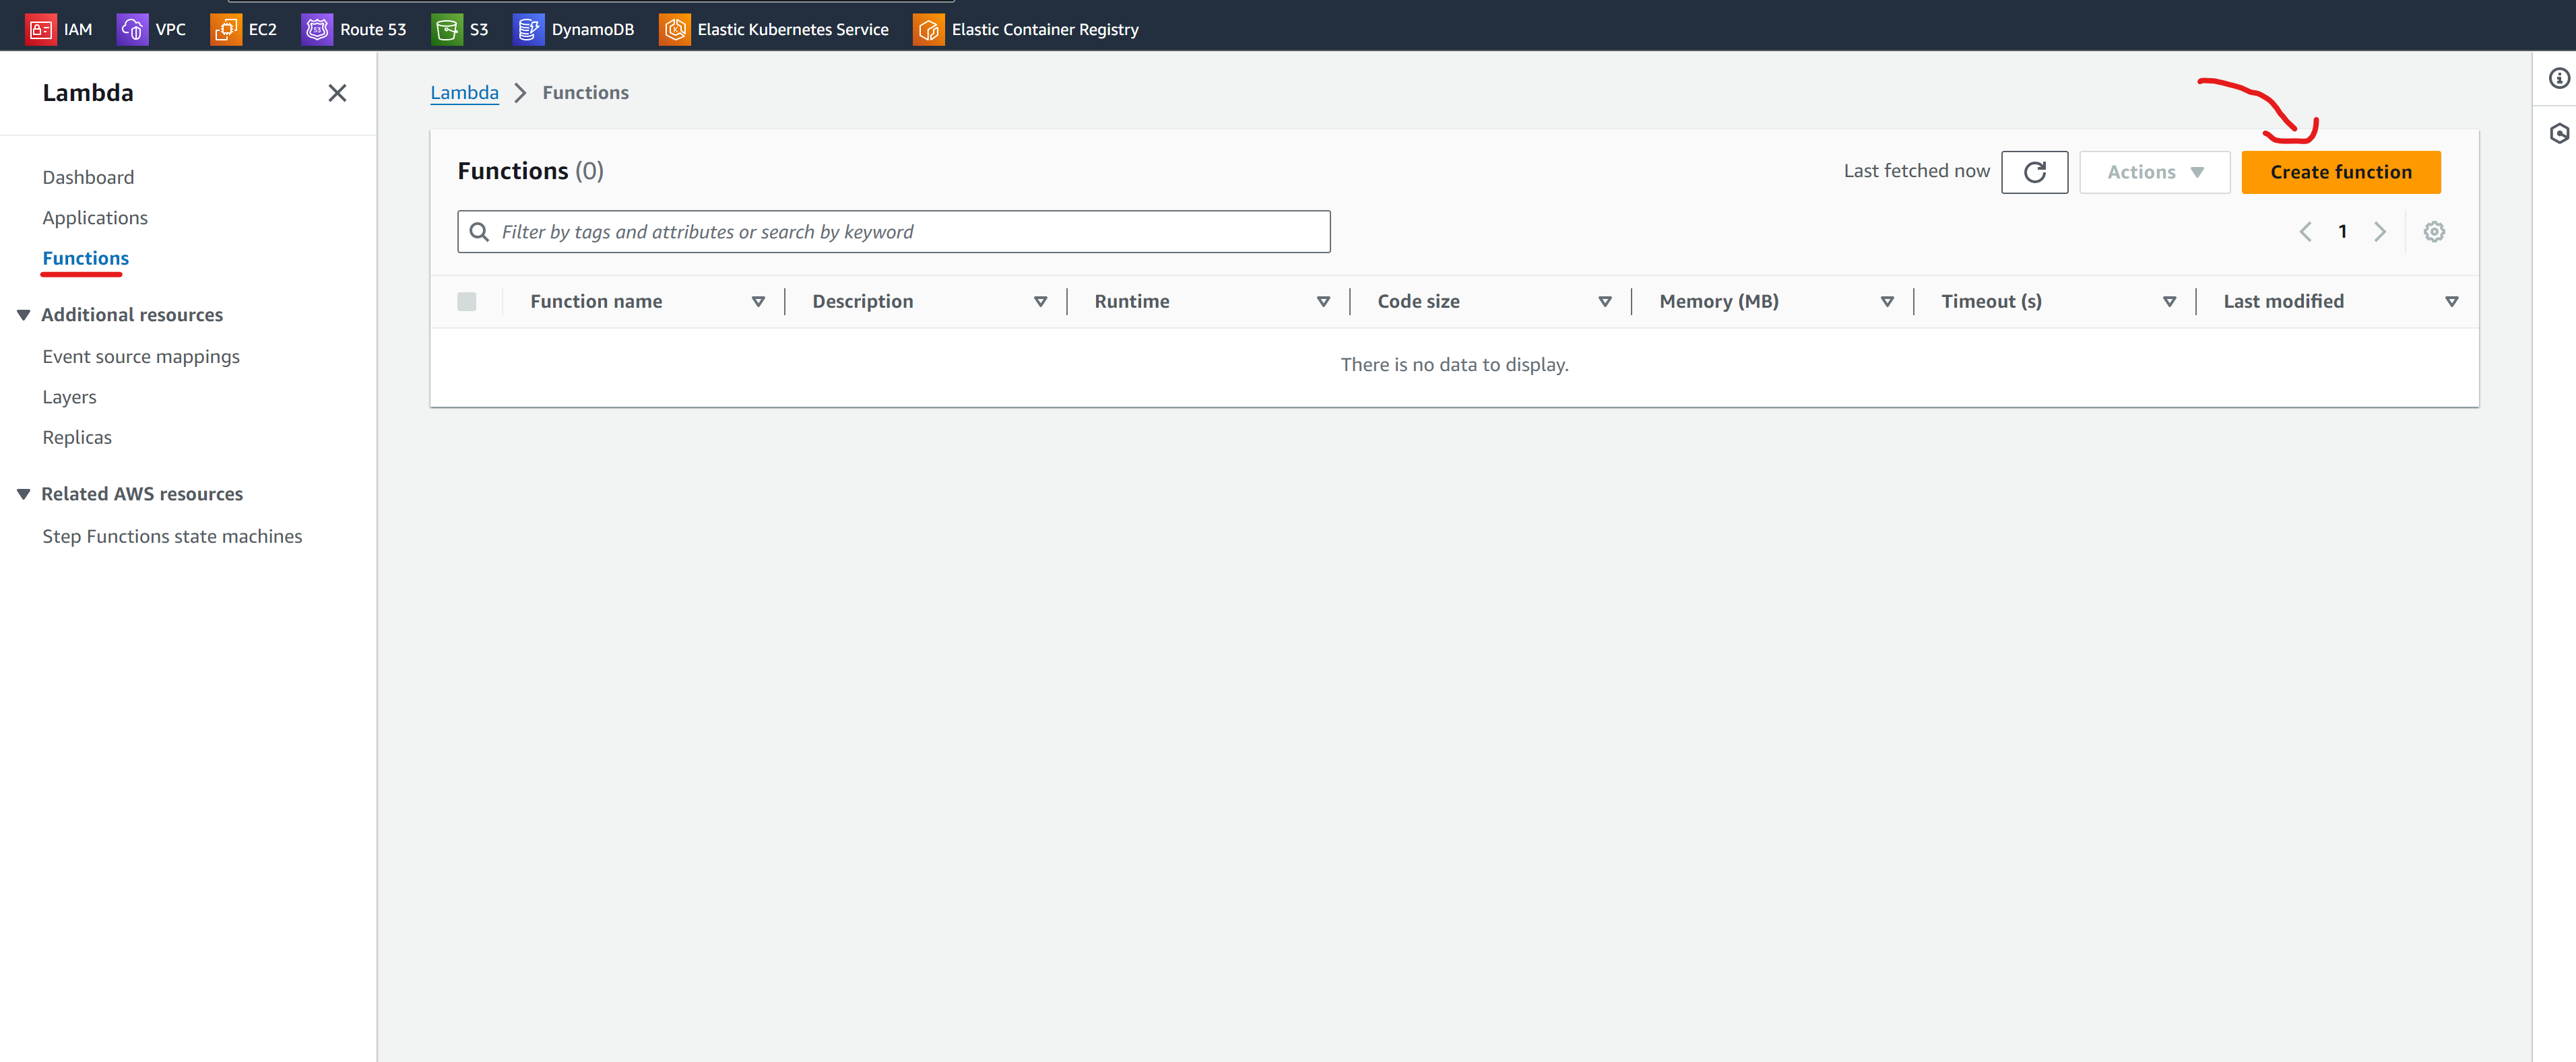 IAM VPC EC2 Route 53 S3 DynamoDB Elastic Kubernetes Service Elastic Container Registry
Lambda
Dashboard
Applications
Functions
Additional resources
Event source mappings
Layers
Replicas
Related AWS resources
Step Functions state machines
Lambda Functions
Functions (0)
Last fetched now Actions Create function
Filter by tags and attributes or search by keyword
1
Function name Description Runtime Code size Memory (MB) Timeout (s) Last modified
There is no data to display.